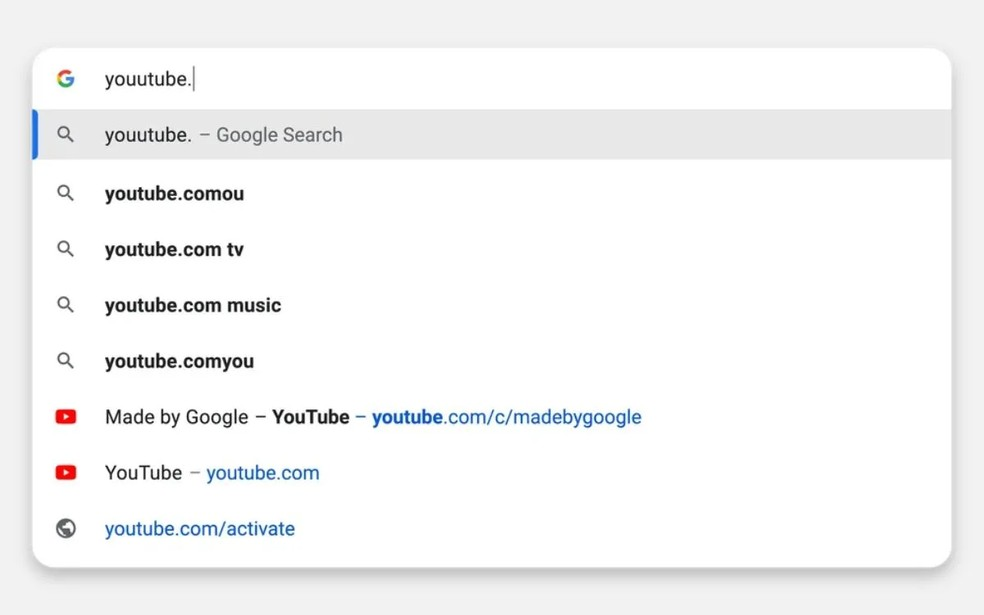 youutube.
youutube. – Google Search
youtube.comou
youtube.com tv
youtube.com music
youtube.comyou
Made by Google – YouTube – youtube.com/c/madebygoogle
YouTube – youtube.com
youtube.com/activate